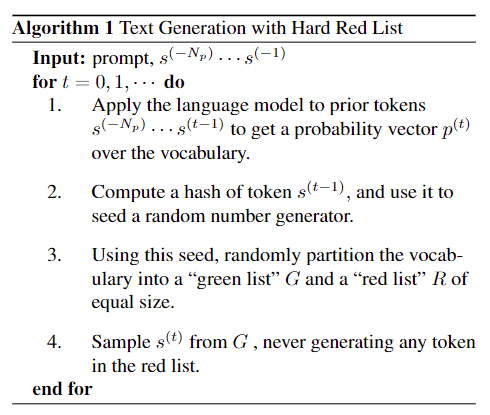 Algorithm 1 Text Generation with Hard Red List
Input: prompt, s^(−N_p) ⋯ s^(−1)
for t = 0, 1, ⋯ do
1. Apply the language model to prior tokens
s^(−N_p) ⋯ s^(t−1) to get a probability vector p^(t)
over the vocabulary.
2. Compute a hash of token s^(t−1), and use it to
seed a random number generator.
3. Using this seed, randomly partition the vocab-
ulary into a “green list” G and a “red list” R of
equal size.
4. Sample s^(t) from G , never generating any token
in the red list.
end for